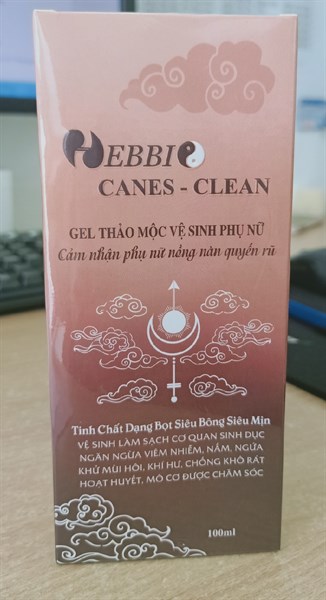 HEBBIO
CANES - CLEAN
GEL THẢO MỘC VỆ SINH PHỤ NỮ
Cảm nhận phụ nữ nồng nàn quyến rũ
Tinh Chất Dạng Bọt Siêu Bông Siêu Mịn
VỆ SINH LÀM SẠCH CƠ QUAN SINH DỤC
NGĂN NGỪA VIÊM NHIỄM, NẤM, NGỨA
KHỬ MÙI HÔI, KHÍ HƯ, CHỐNG KHÔ RÁT
HOẠT HUYẾT, MÔ CƠ ĐƯỢC CHĂM SÓC
100ml